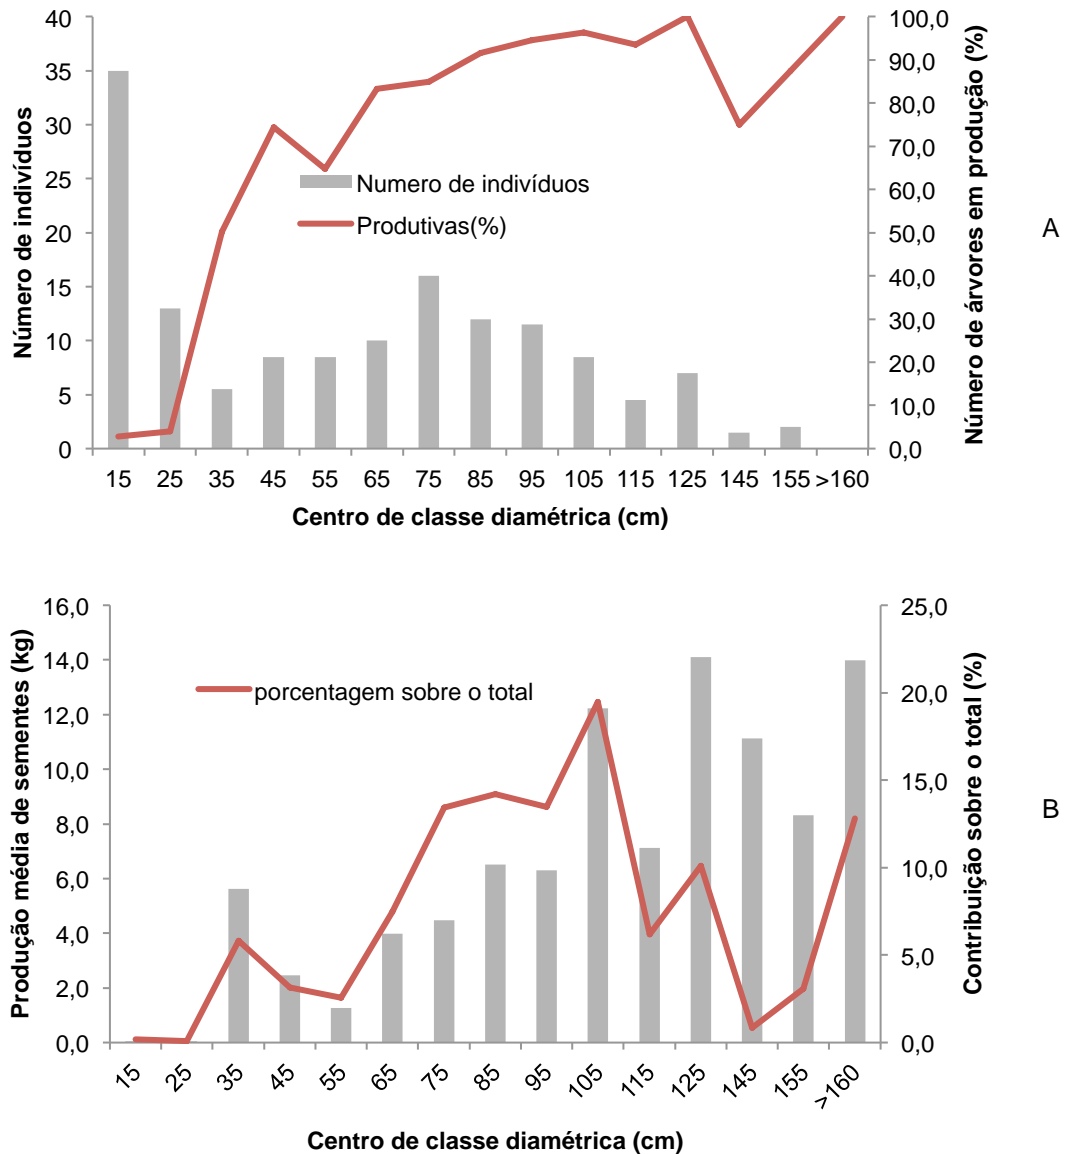 40
35
30
25
20
15
10
5
0
Número de indivíduos
100,0
90,0
80,0
70,0
60,0
50,0
40,0
30,0
20,0
10,0
0,0
Número de árvores em produção (%)
Numero de indivíduos
Produtivas(%)
A
15 25 35 45 55 65 75 85 95 105 115 125 145 155 >160
Centro de classe diamétrica (cm)
16,0
14,0
12,0
10,0
8,0
6,0
4,0
2,0
0,0
Produção média de sementes (kg)
25,0
20,0
15,0
10,0
5,0
0,0
Contribuição sobre o total (%)
porcentagem sobre o total
B
15 25 35 45 55 65 75 85 95 105 115 125 145 155 >160
Centro de classe diamétrica (cm)